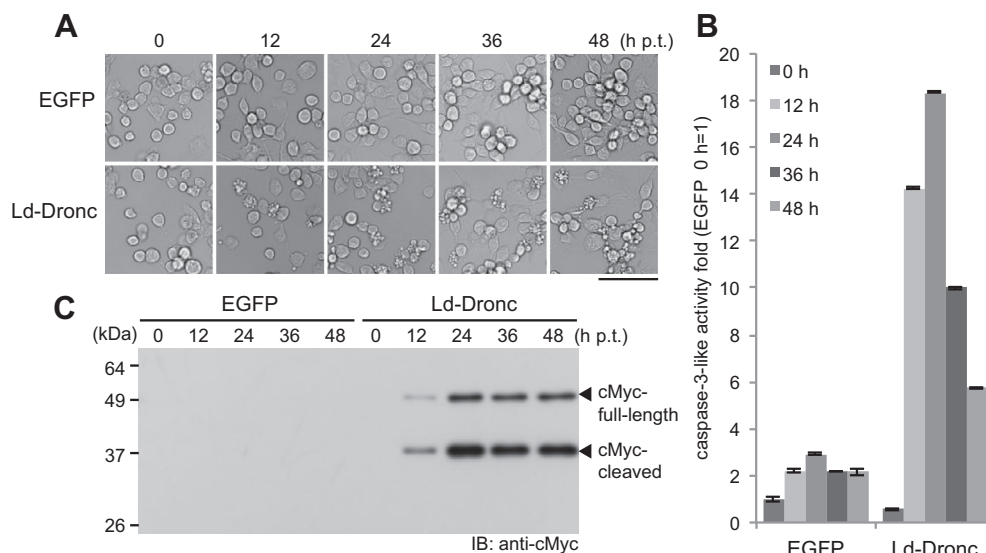 A
0 12 24 36 48 (h p.t.)
EGFP
Ld-Dronc
B
caspase-3-like activity fold (EGFP 0 h=1)
20
18
16
14
12
10
8
6
4
2
0
0 h
12 h
24 h
36 h
48 h
EGFP Ld-Dronc
C
EGFP Ld-Dronc
(kDa) 0 12 24 36 48 0 12 24 36 48 (h p.t.)
64
49
37
26
cMyc-
full-length
cMyc-
cleaved
IB: anti-cMyc